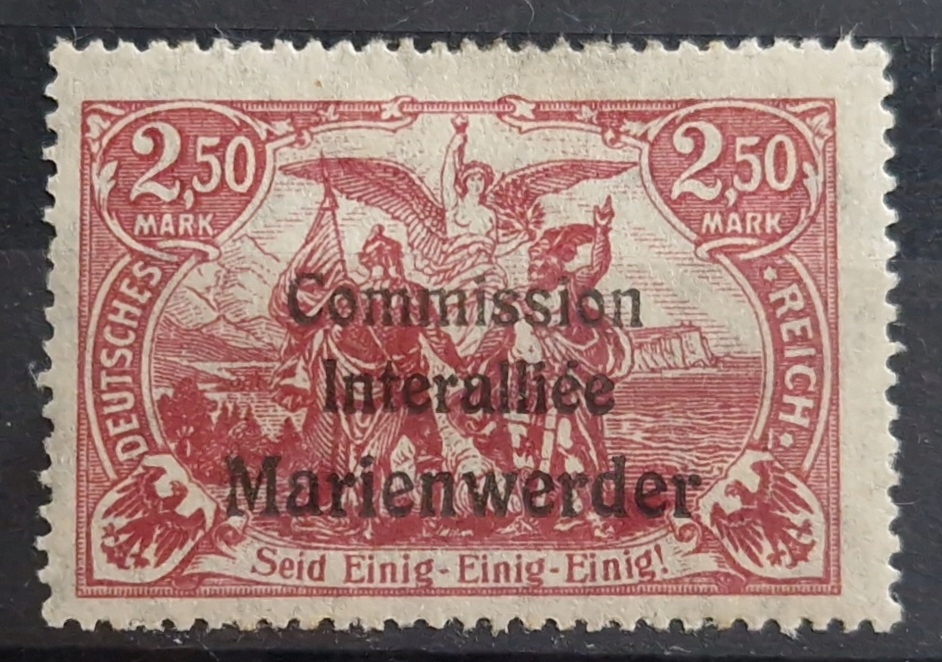 2,50 MARK
2,50 MARK
DEUTSCHES
REICH
Commission
Interalliée
Marienwerder
Seid Einig-Einig-Einig!